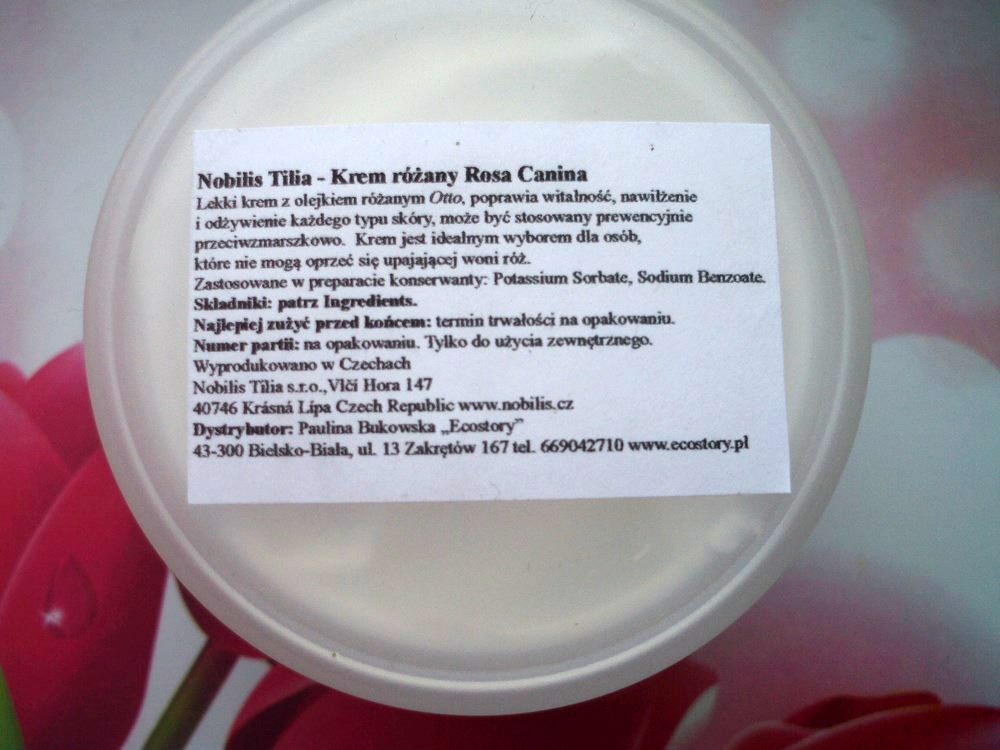 Nobilis Tilia - Krem różany Rosa Canina
Lekki krem z olejkiem różanym Otto, poprawia witalność, nawilżenie
i odżywienie każdego typu skóry, może być stosowany prewencyjnie
przeciwzmarszkowo. Krem jest idealnym wyborem dla osób,
które nie mogą oprzeć się upajającej woni róż.
Zastosowane w preparacie konserwanty: Potassium Sorbate, Sodium Benzoate.
Składniki: patrz Ingredients.
Najlepiej zużyć przed końcem: termin trwałości na opakowaniu.
Numer partii: na opakowaniu. Tylko do użycia zewnętrznego.
Wyprodukowano w Czechach
Nobilis Tilia s.r.o.,Vlčí Hora 147
40746 Krásná Lípa Czech Republic www.nobilis.cz
Dystrybutor: Paulina Bukowska „Ecostory”
43-300 Bielsko-Biała, ul. 13 Zakrętów 167 tel. 669042710 www.ecostory.pl